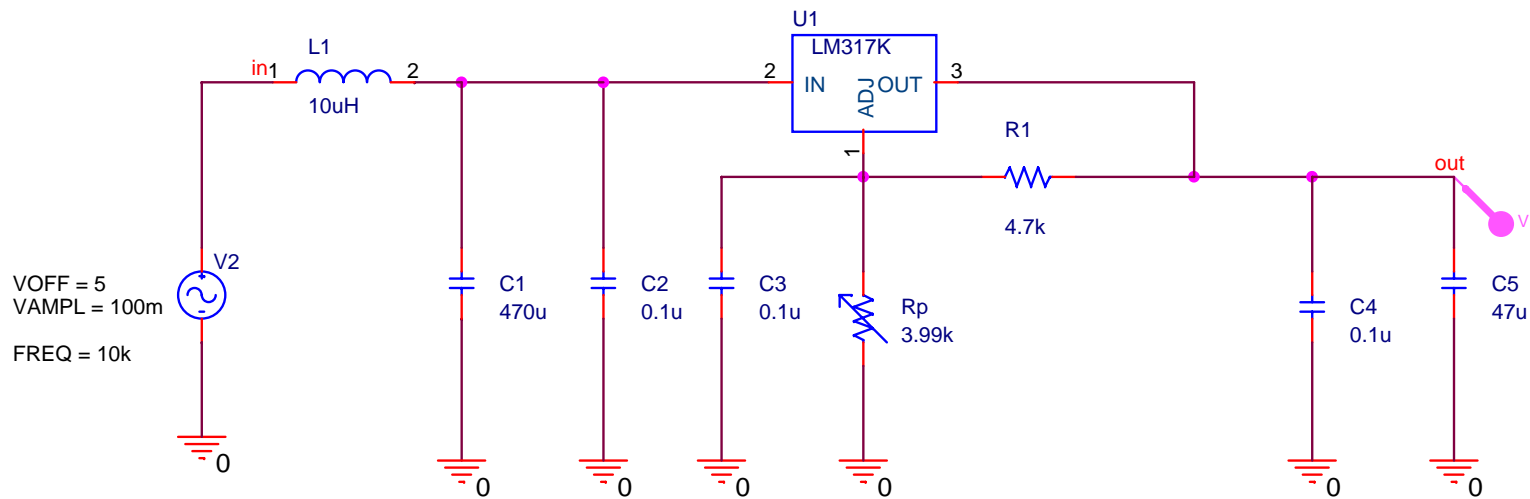 U1
L1
LM317K
in
1
2
2
3
IN
ADJ
OUT
10uH
R1
1
out
4.7k
V
V2
VOFF = 5
VAMPL = 100m
FREQ = 10k
C1
470u
C2
0.1u
C3
0.1u
Rp
3.99k
C4
0.1u
C5
47u
0
0
0
0
0
0
0